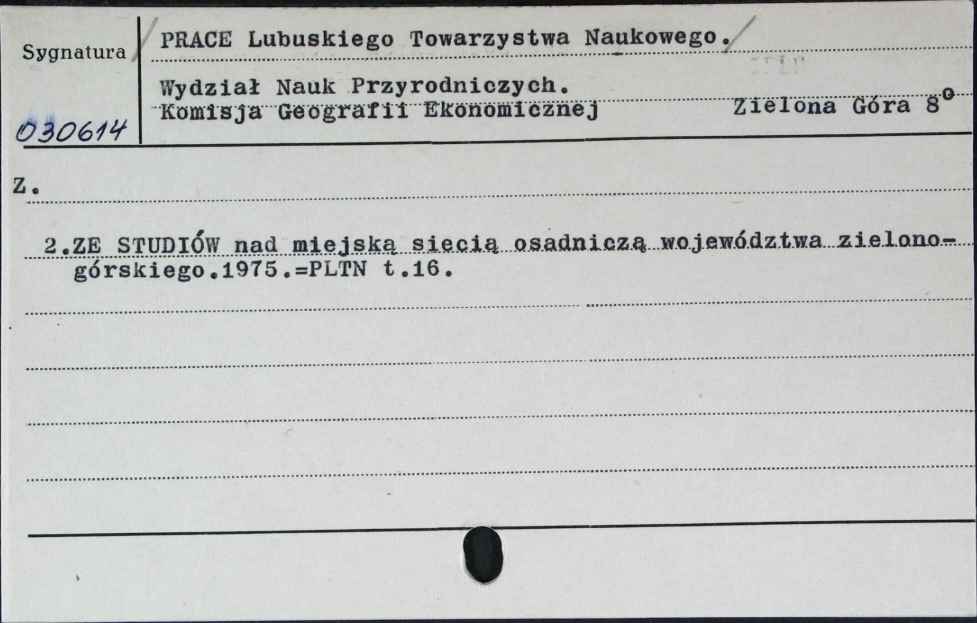 PRACE Lubuskiego Towarzystwa Naukowego.
Sygnatura
Wydział Nauk Przyrodniczych.
Komisja Geografii Ekonomicznej Zielona Góra 8°
030614
Z.
2.ZE STUDIÓW nad miejską siecią osadniczą województwa zielono-
górskiego.1975.=PLTN t.16.